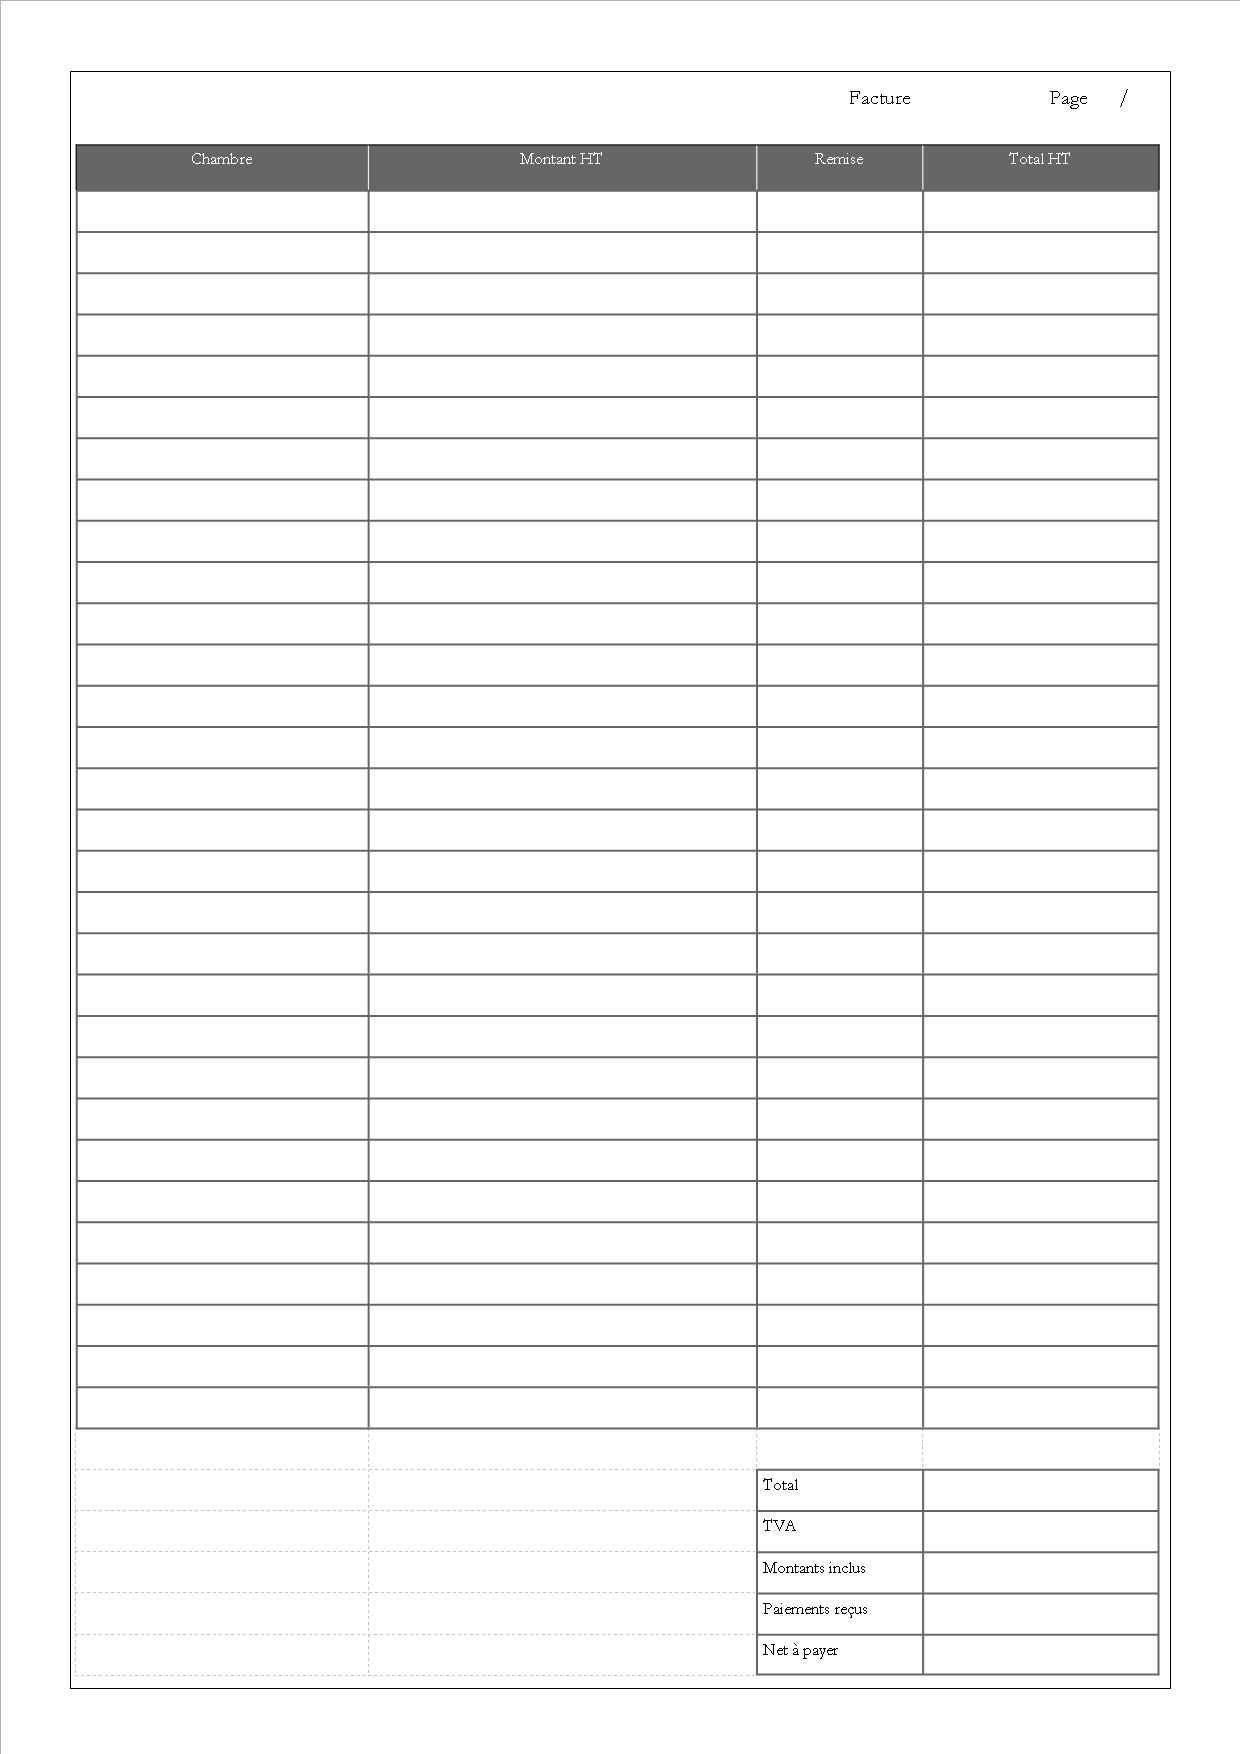 Facture Page /
Chambre Montant HT Remise Total HT
Total
TVA
Montants inclus
Paiements reçus
Net à payer